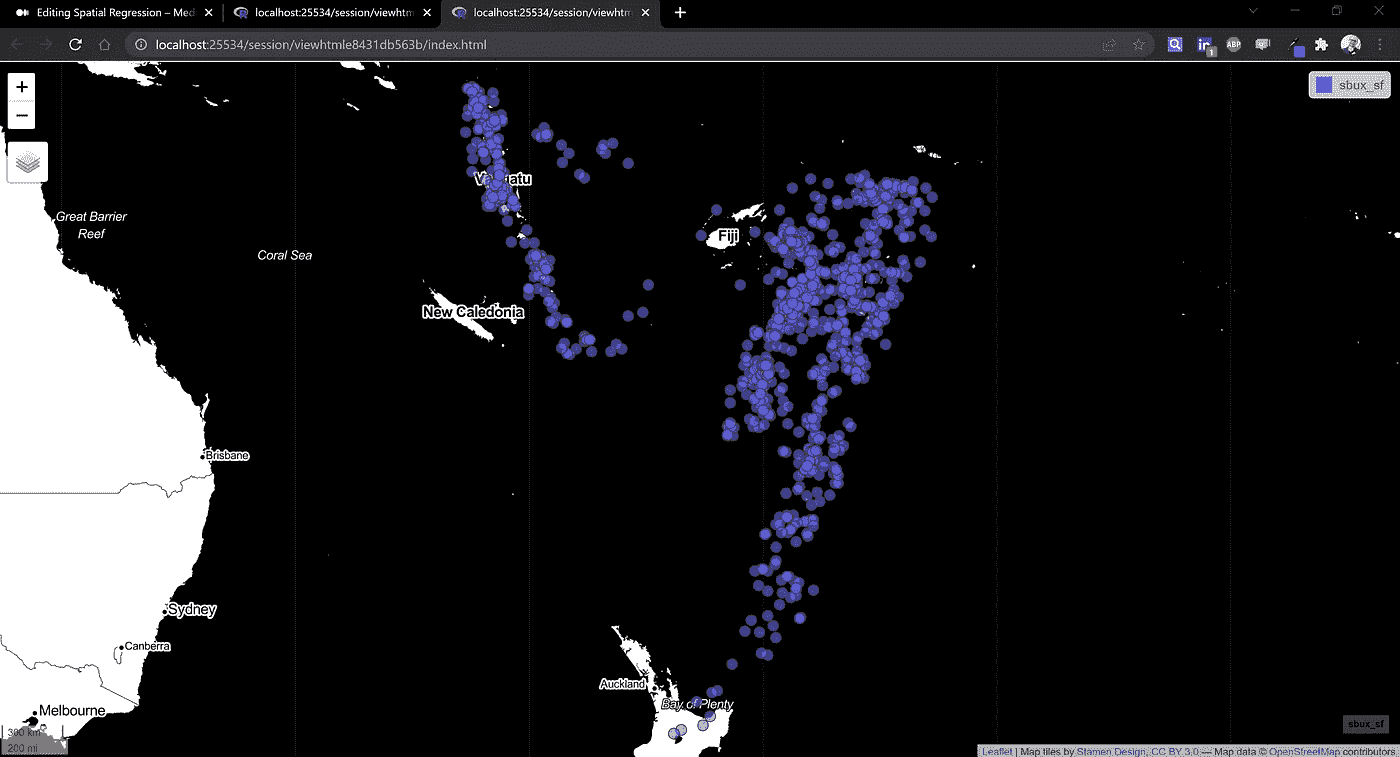 Editing Spatial Regression – Med
localhost:25534/session/viewhtm
localhost:25534/session/viewhtm
localhost:25534/session/viewhtmle8431db563b/index.html
1
ABP
+
−
sbux_sf
Great Barrier
Reef
Coral Sea
Fiji
New Caledonia
Brisbane
Sydney
Canberra
Melbourne
Auckland
Bay of Plenty
300 km
200 mi
sbux_sf
Leaflet | Map tiles by Stamen Design, CC BY 3.0 — Map data © OpenStreetMap contributors